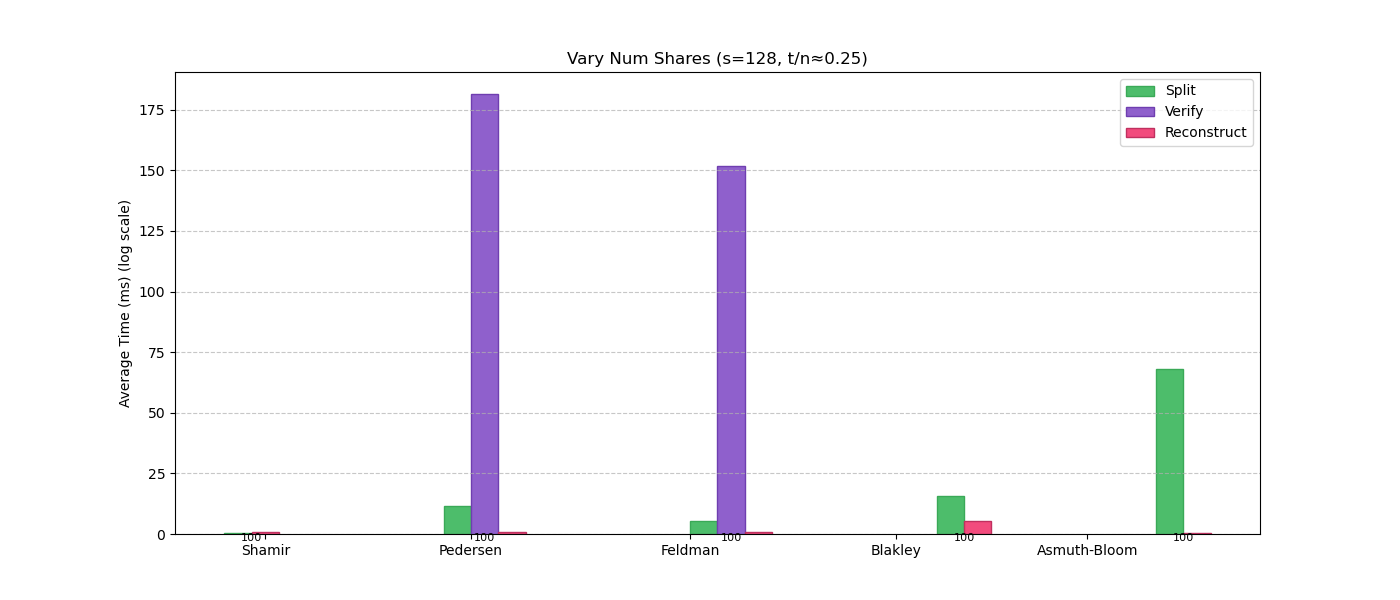 Vary Num Shares (s=128, t/n≈0.25)
Split
Verify
Reconstruct
Average Time (ms) (log scale)
175
150
125
100
75
50
25
0
100 100 100 100 100
Shamir Pedersen Feldman Blakley Asmuth-Bloom